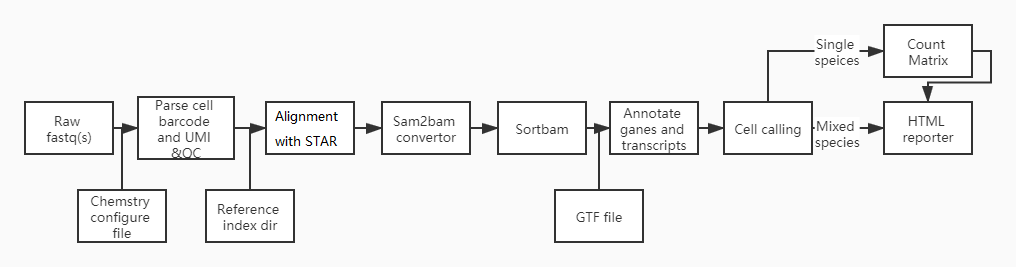 Raw
fastq(s)
Parse cell
barcode
and UMI
&QC
Alignment
with STAR
Sam2bam
convertor
Sortbam
Annotate
ganes and
transcripts
Cell calling
Single
speices
Count
Matrix
Mixed
species
HTML
reporter
Chemstry
configure
file
Reference
index dir
GTF file